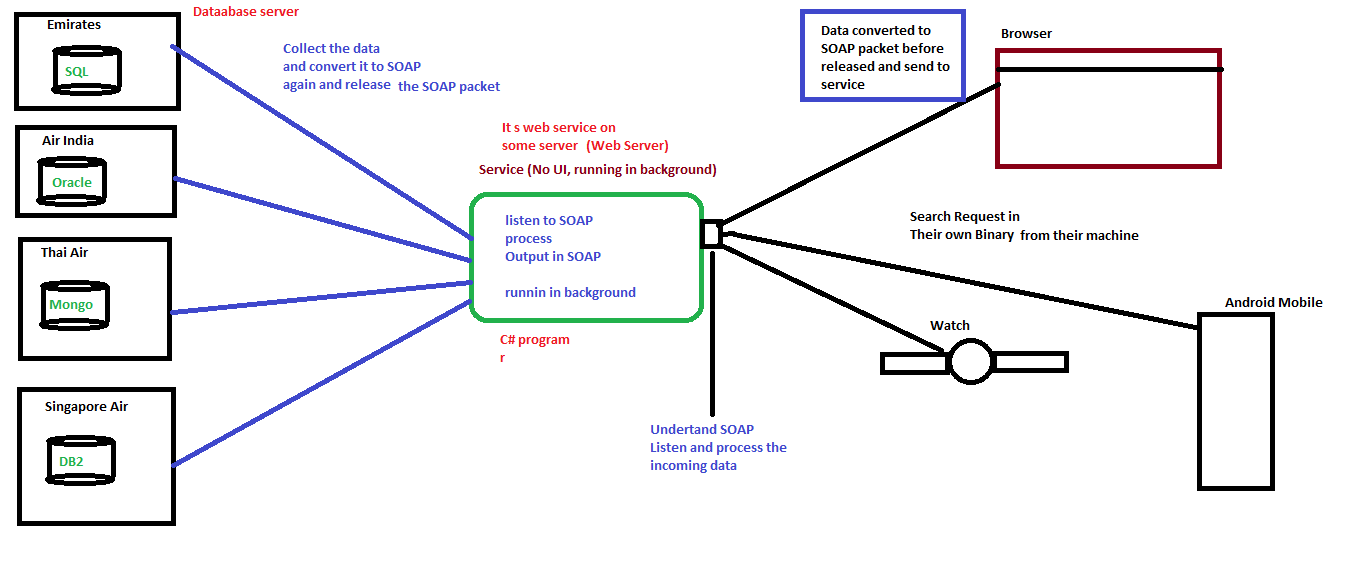 Dataabase server
Emirates
SQL
Collect the data
and convert it to SOAP
again and release the SOAP packet
Air India
Oracle
Thai Air
Mongo
Singapore Air
DB2
It s web service on
some server (Web Server)
Service (No UI, running in background)
listen to SOAP
process
Output in SOAP
runnin in background
C# program
r
Undertand SOAP
Listen and process the
incoming data
Data converted to
SOAP packet before
released and send to
service
Browser
Search Request in
Their own Binary from their machine
Watch
Android Mobile